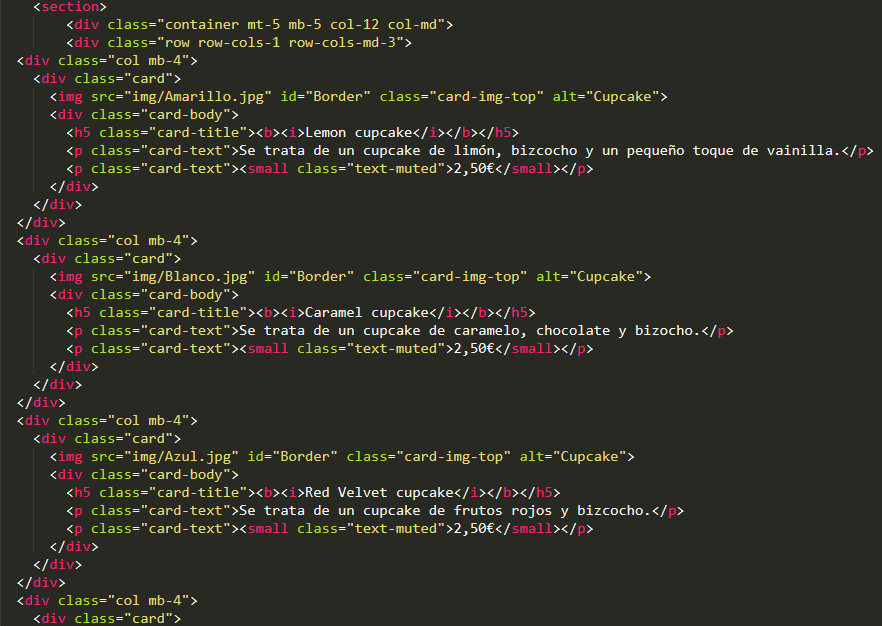 <section>
<div class="container mt-5 mb-5 col-12 col-md">
<div class="row row-cols-1 row-cols-md-3">
<div class="col mb-4">
<div class="card">
<img src="img/Amarillo.jpg" id="Border" class="card-img-top" alt="Cupcake">
<div class="card-body">
<h5 class="card-title"><b><i>Lemon cupcake</i></b></h5>
<p class="card-text">Se trata de un cupcake de limón, bizcocho y un pequeño toque de vainilla.</p>
<p class="card-text"><small class="text-muted">2,50€</small></p>
</div>
</div>
</div>
<div class="col mb-4">
<div class="card">
<img src="img/Blanco.jpg" id="Border" class="card-img-top" alt="Cupcake">
<div class="card-body">
<h5 class="card-title"><b><i>Caramel cupcake</i></b></h5>
<p class="card-text">Se trata de un cupcake de caramelo, chocolate y bizocho.</p>
<p class="card-text"><small class="text-muted">2,50€</small></p>
</div>
</div>
</div>
<div class="col mb-4">
<div class="card">
<img src="img/Azul.jpg" id="Border" class="card-img-top" alt="Cupcake">
<div class="card-body">
<h5 class="card-title"><b><i>Red Velvet cupcake</i></b></h5>
<p class="card-text">Se trata de un cupcake de frutos rojos y bizcocho.</p>
<p class="card-text"><small class="text-muted">2,50€</small></p>
</div>
</div>
</div>
<div class="col mb-4">
<div class="card">